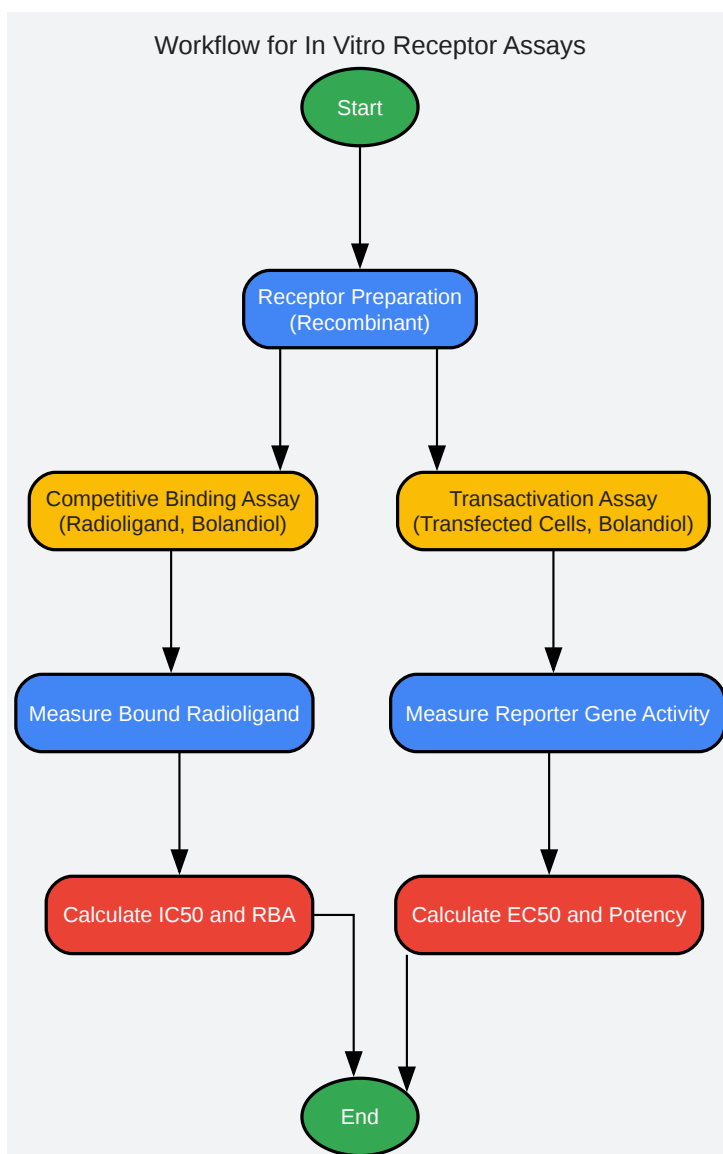 Workflow for In Vitro Receptor Assays
Start
Receptor Preparation
(Recombinant)
Competitive Binding Assay
(Radioligand, Bolandiol)
Transactivation Assay
(Transfected Cells, Bolandiol)
Measure Bound Radioligand
Measure Reporter Gene Activity
Calculate IC50 and RBA
Calculate EC50 and Potency
End